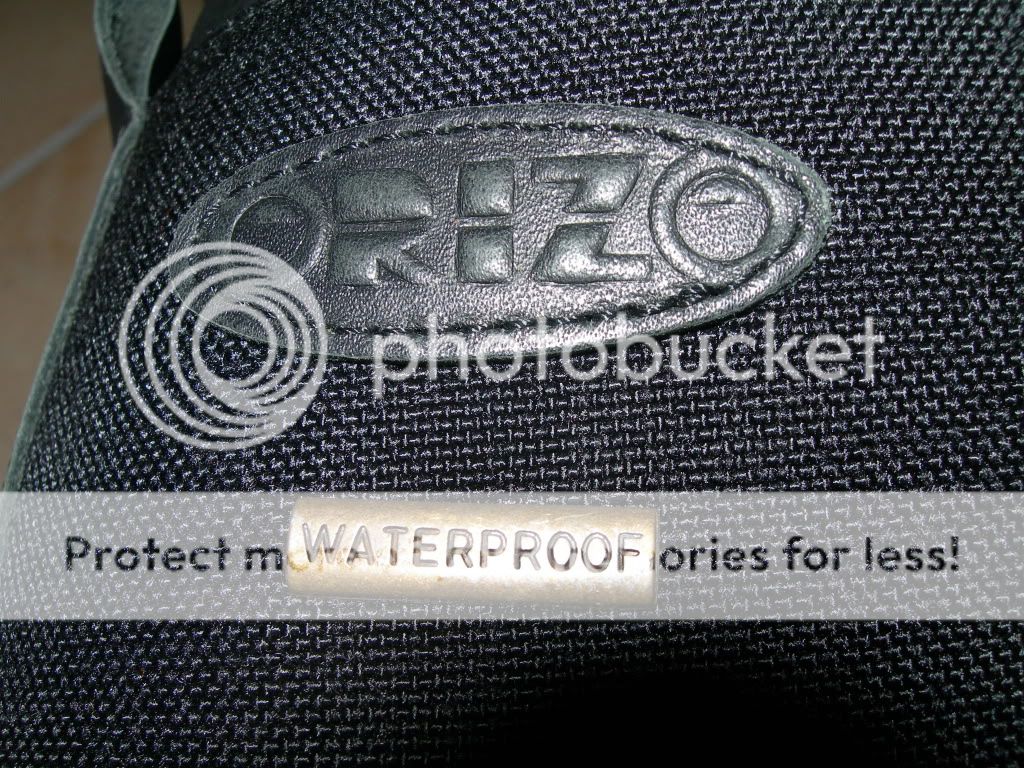 ORIZO
photobucket
Protect m ories for less!
WATERPROOF